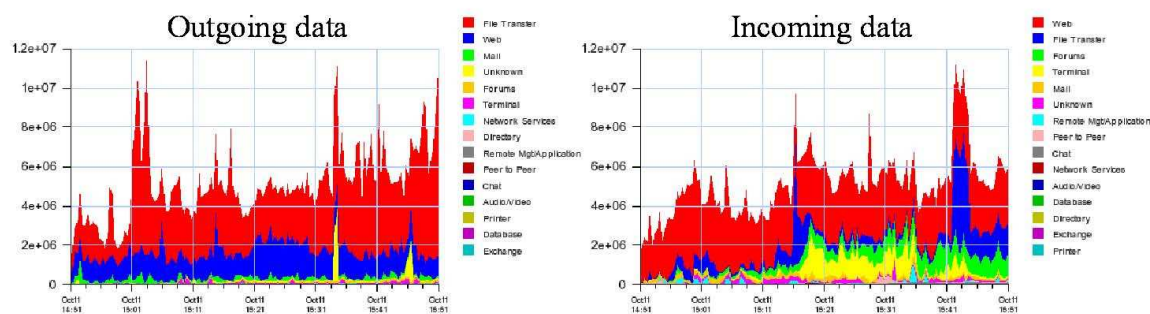 Outgoing data
1.2e+07
1e+07
8e+06
6e+06
4e+06
2e+06
0
Oct11 14:51
Oct11 15:01
Oct11 15:11
Oct11 15:21
Oct11 15:31
Oct11 15:41
Oct11 15:51
File Transfer
Web
Mail
Unknown
Forums
Terminal
Network Services
Directory
Remote Mgt/Application
Peer to Peer
Chat
Audio/Video
Printer
Database
Exchange
Incoming data
1.2e+07
1e+07
8e+06
6e+06
4e+06
2e+06
0
Oct11 14:51
Oct11 15:01
Oct11 15:11
Oct11 15:21
Oct11 15:31
Oct11 15:41
Oct11 15:51
Web
File Transfer
Forums
Terminal
Mail
Unknown
Remote Mgt/Application
Peer to Peer
Chat
Network Services
Audio/Video
Database
Directory
Exchange
Printer